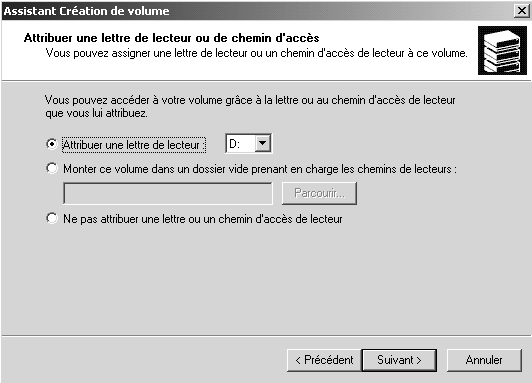 Assistant Création de volume
Attribuer une lettre de lecteur ou de chemin d'accès
Vous pouvez assigner une lettre de lecteur ou un chemin d'accès de lecteur à ce volume.
Vous pouvez accéder à votre volume grâce à la lettre ou au chemin d'accès de lecteur
que vous lui attribuez.
Attribuer une lettre de lecteur : D:
Monter ce volume dans un dossier vide prenant en charge les chemins de lecteurs :
Parcourir...
Ne pas attribuer une lettre ou un chemin d'accès de lecteur
< Précédent Suivant > Annuler